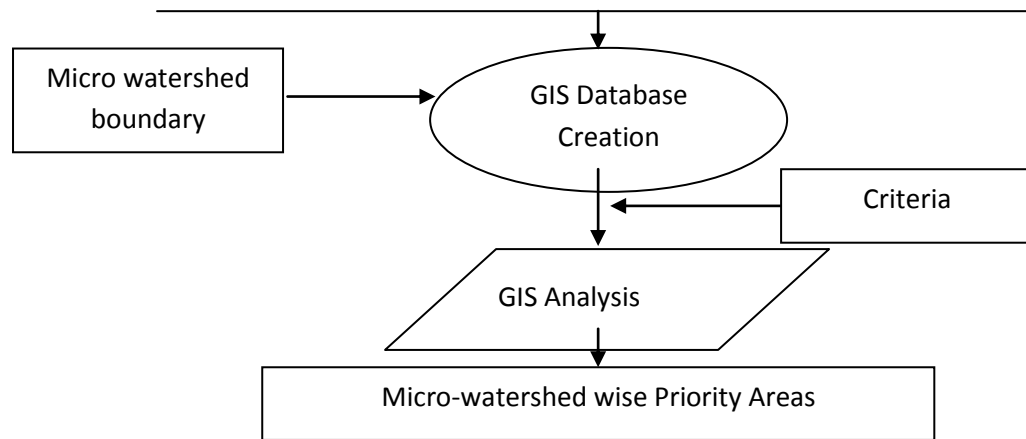 Micro watershed
boundary
GIS Database
Creation
Criteria
GIS Analysis
Micro-watershed wise Priority Areas